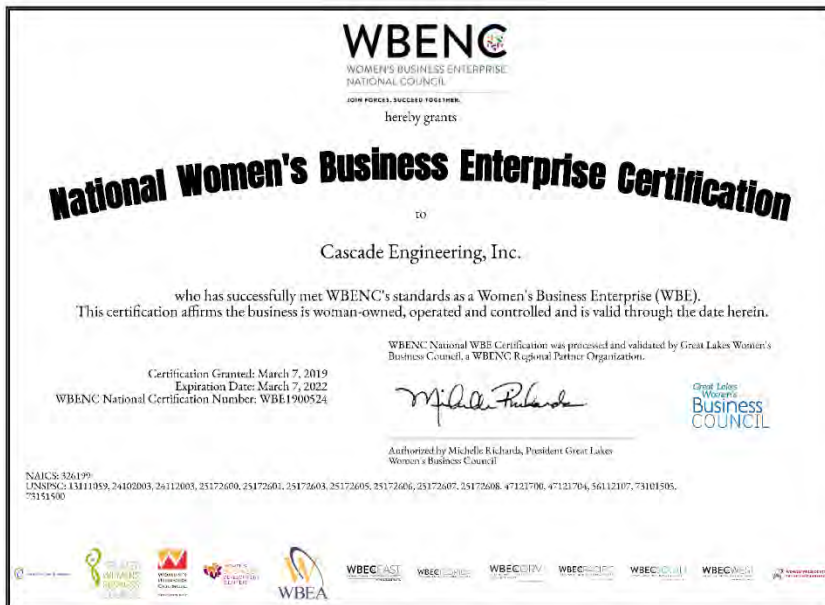 WBENC
WOMEN'S BUSINESS ENTERPRISE
NATIONAL COUNCIL
JOIN FORCES. SUCCEED TOGETHER.
hereby grants
National Women's Business Enterprise Certification
to
Cascade Engineering, Inc.
who has successfully met WBENC's standards as a Women's Business Enterprise (WBE).
This certification affirms the business is woman-owned, operated and controlled and is valid through the date herein.
Certification Granted: March 7, 2019
Expiration Date: March 7, 2022
WBENC National Certification Number: WBE1900524
WBENC National WBE Certification was processed and validated by Great Lakes Women's
Business Council, a WBENC Regional Partner Organization.
Michelle Richards
Great Lakes
Women's
Business
COUNCIL
Authorized by Michelle Richards, President Great Lakes
Women's Business Council
NAICS: 326199
UNSPSC: 13111059, 24102003, 24112003, 25172600, 25172601, 25172603, 25172605, 25172606, 25172607, 25172608, 47121700, 47121704, 56112107, 73101505,
73151500
WBEA
WBECEAST
WBECPACIFIC
WBECSOUTH
WBECWEST